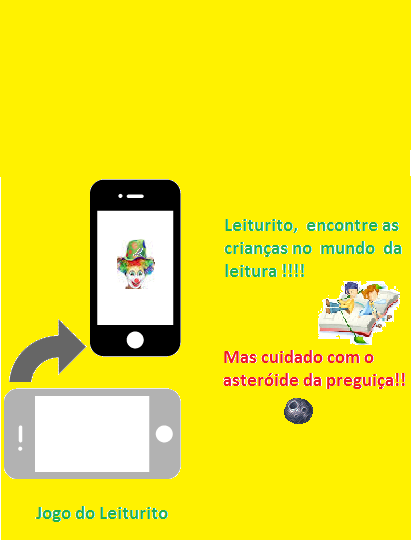 Leiturito, encontre as
crianças no mundo da
leitura !!!!
Mas cuidado com o
asteróide da preguiça!!
Jogo do Leiturito